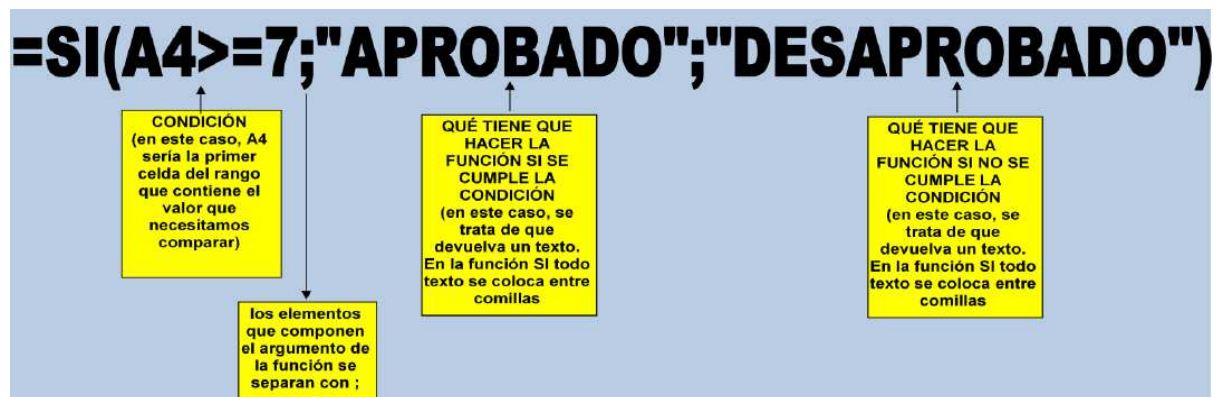 =SI(A4>=7;"APROBADO";"DESAPROBADO")
CONDICIÓN
(en este caso, A4
sería la primer
celda del rango
que contiene el
valor que
necesitamos
comparar)
los elementos
que componen
el argumento de
la función se
separan con ;
QUÉ TIENE QUE
HACER LA
FUNCIÓN SI SE
CUMPLE LA
CONDICIÓN
(en este caso, se
trata de que
devuelva un texto.
En la función SI todo
texto se coloca entre
comillas
QUÉ TIENE QUE
HACER LA
FUNCIÓN SI NO SE
CUMPLE LA
CONDICIÓN
(en este caso, se
trata de que
devuelva un texto.
En la función SI todo
texto se coloca entre
comillas